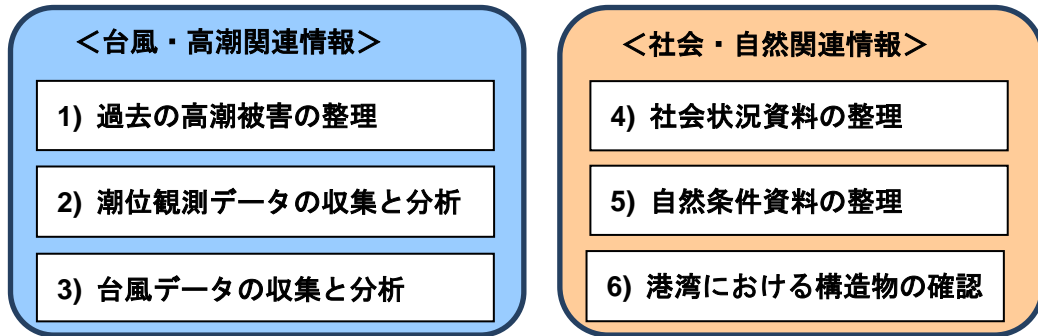 ＜台風・高潮関連情報＞
1) 過去の高潮被害の整理
2) 潮位観測データの収集と分析
3) 台風データの収集と分析
＜社会・自然関連情報＞
4) 社会状況資料の整理
5) 自然条件資料の整理
6) 港湾における構造物の確認